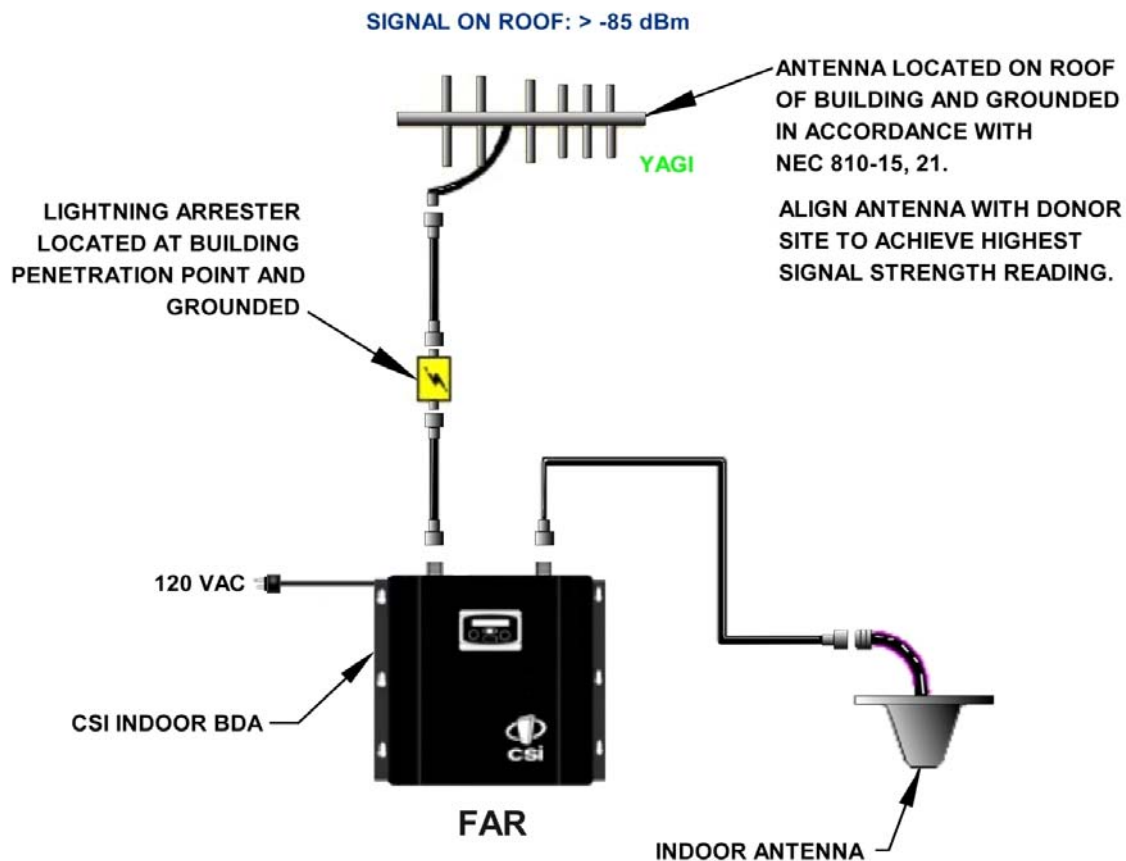 SIGNAL ON ROOF: > -85 dBm
ANTENNA LOCATED ON ROOF
OF BUILDING AND GROUNDED
IN ACCORDANCE WITH
NEC 810-15, 21.
YAGI
ALIGN ANTENNA WITH DONOR
SITE TO ACHIEVE HIGHEST
SIGNAL STRENGTH READING.
LIGHTNING ARRESTER
LOCATED AT BUILDING
PENETRATION POINT AND
GROUNDED
120 VAC
CSI INDOOR BDA
csi
FAR
INDOOR ANTENNA